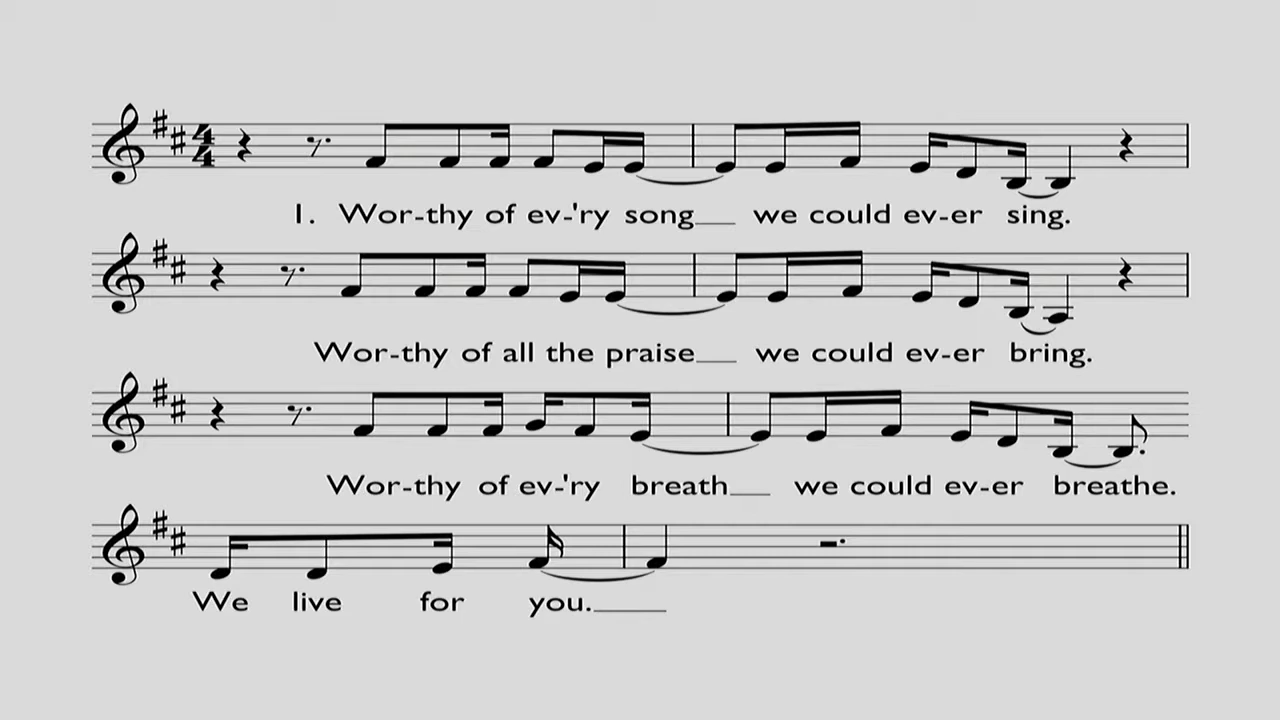 1. Wor-thy of ev-'ry song__ we could ev-er sing.
Wor-thy of all the praise__ we could ev-er bring.
Wor-thy of ev-'ry breath__ we could ev-er breathe.
We live for you.__